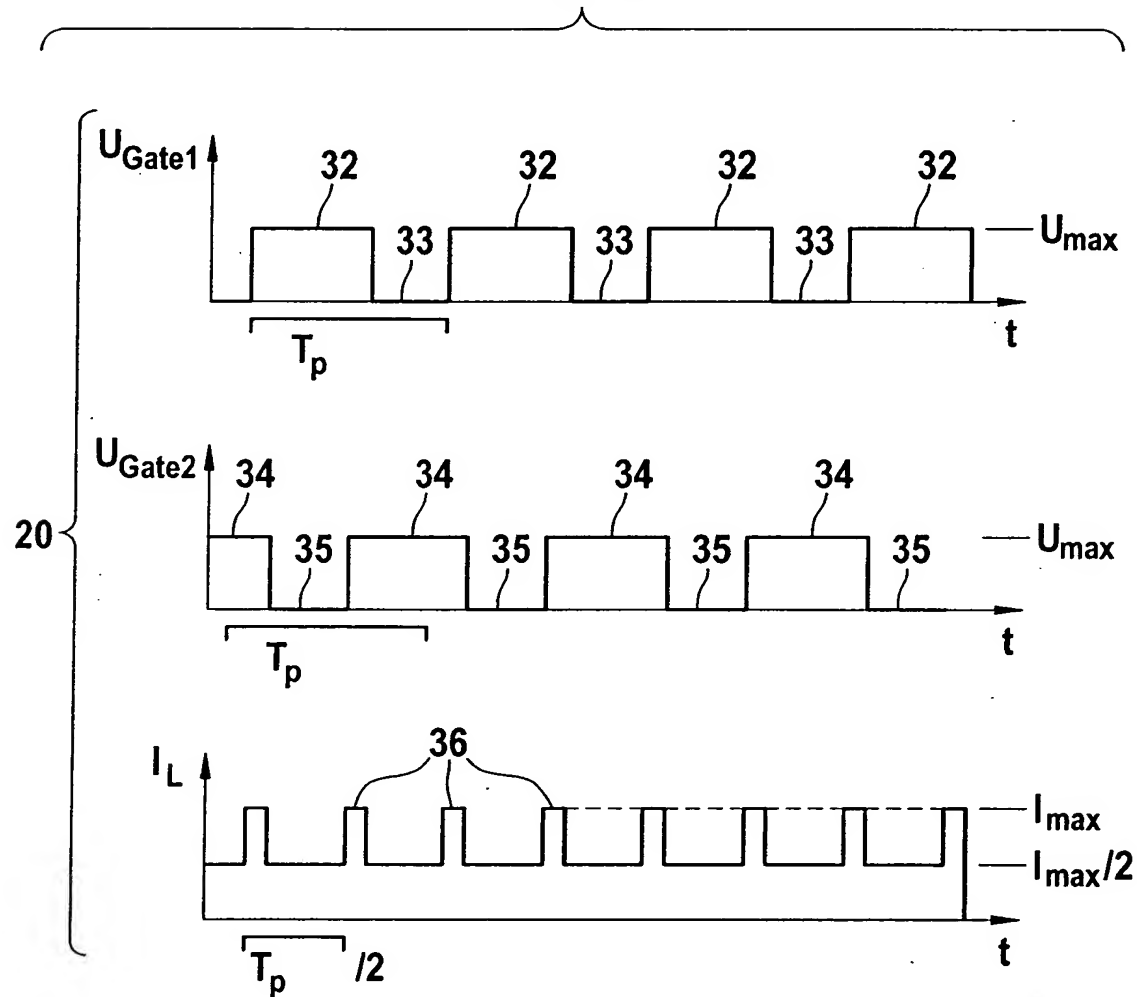 U_Gate1
32 32 32 32
33 33 33
U_max
T_p
t
U_Gate2
34 34 34 34
20
35 35 35 35
U_max
T_p
t
36
I_L
I_max
I_max/2
T_p /2
t